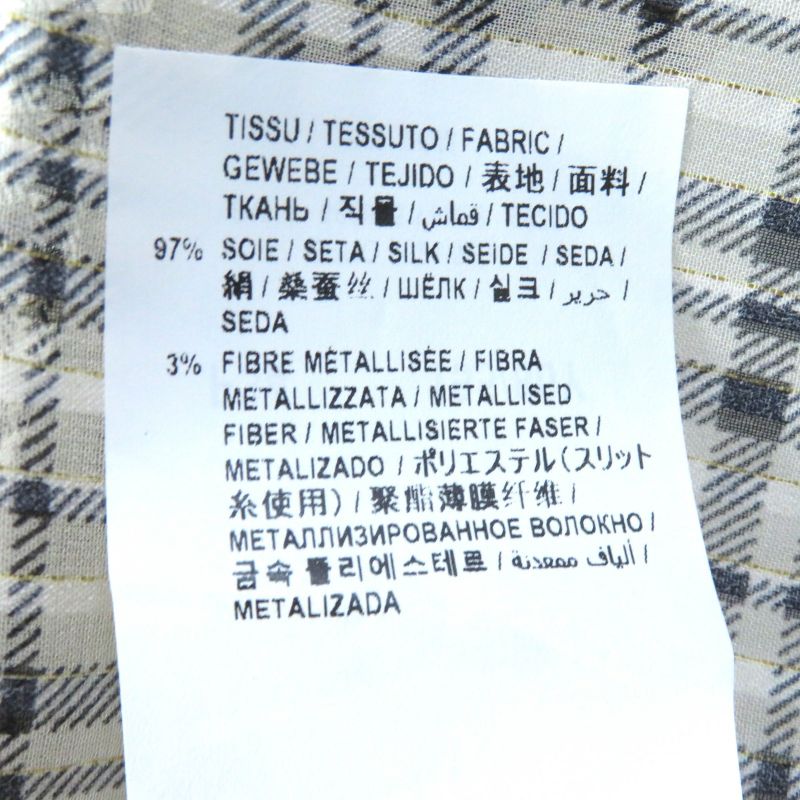 TISSU / TESSUTO / FABRIC /
GEWEBE / TEJIDO / 表地 / 面料 /
ТКАНЬ / 직물 / قماش / TECIDO
97% SOIE / SETA / SILK / SEIDE / SEDA /
絹 / 桑蚕丝 / ШЁЛК / 실크 / حرير /
SEDA
3% FIBRE MÉTALLISÉE / FIBRA
METALLIZZATA / METALLISED
FIBER / METALLISIERTE FASER /
METALIZADO / ポリエステル(スリット
糸使用) / 聚酯薄膜纤维 /
МЕТАЛЛИЗИРОВАННОЕ ВОЛОКНО /
금속 폴리에스테르 / ألياف ممعدنة /
METALIZADA